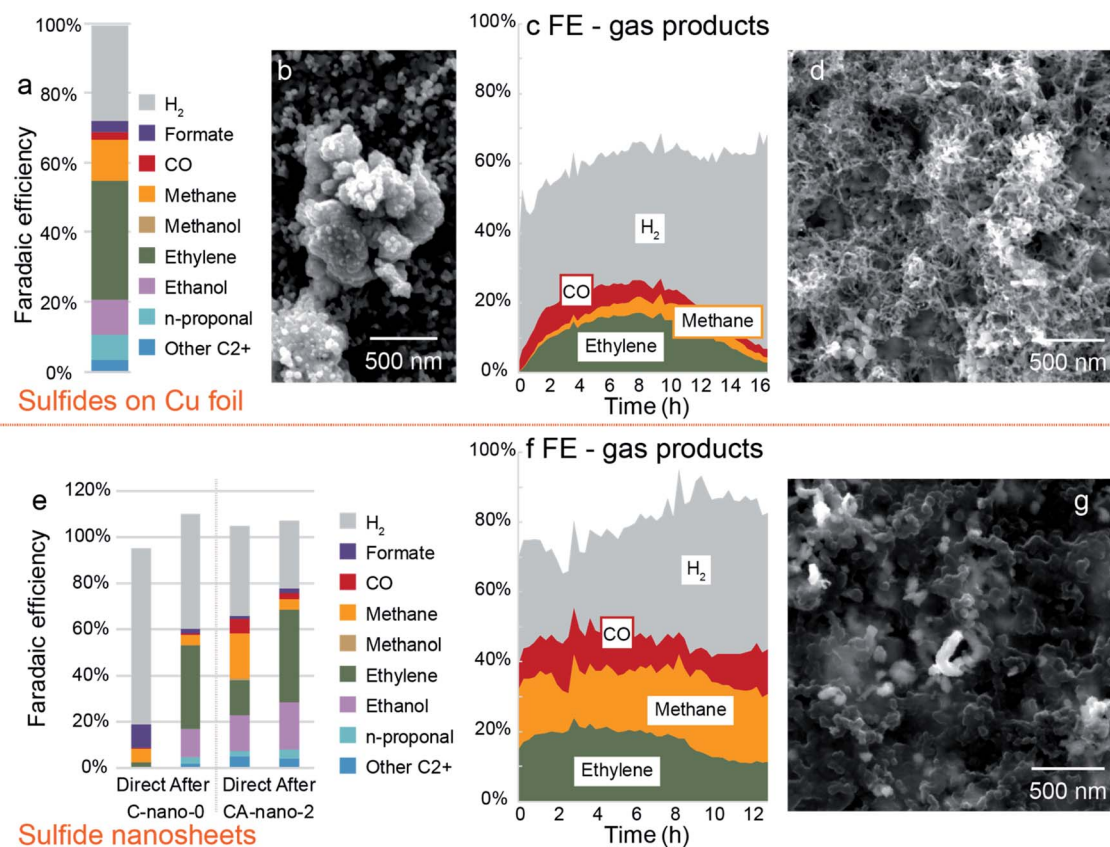 a
100%
80%
60%
40%
20%
0%
Faradaic efficiency
H2
Formate
CO
Methane
Methanol
Ethylene
Ethanol
n-proponal
Other C2+
Sulfides on Cu foil
b
500 nm
c FE - gas products
100%
80%
60%
40%
20%
0%
H2
CO
Methane
Ethylene
0 2 4 6 8 10 12 14 16
Time (h)
d
500 nm
e
120%
100%
80%
60%
40%
20%
0%
Faradaic efficiency
Direct After Direct After
C-nano-0 CA-nano-2
H2
Formate
CO
Methane
Methanol
Ethylene
Ethanol
n-proponal
Other C2+
Sulfide nanosheets
f FE - gas products
100%
80%
60%
40%
20%
0%
H2
CO
Methane
Ethylene
0 2 4 6 8 10 12
Time (h)
g
500 nm